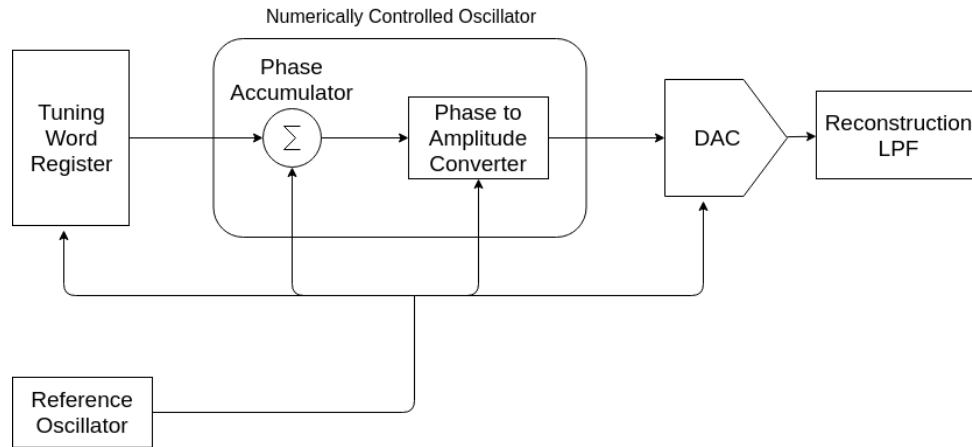 Numerically Controlled Oscillator
Tuning
Word
Register
Phase
Accumulator
Σ
Phase to
Amplitude
Converter
DAC
Reconstruction
LPF
Reference
Oscillator